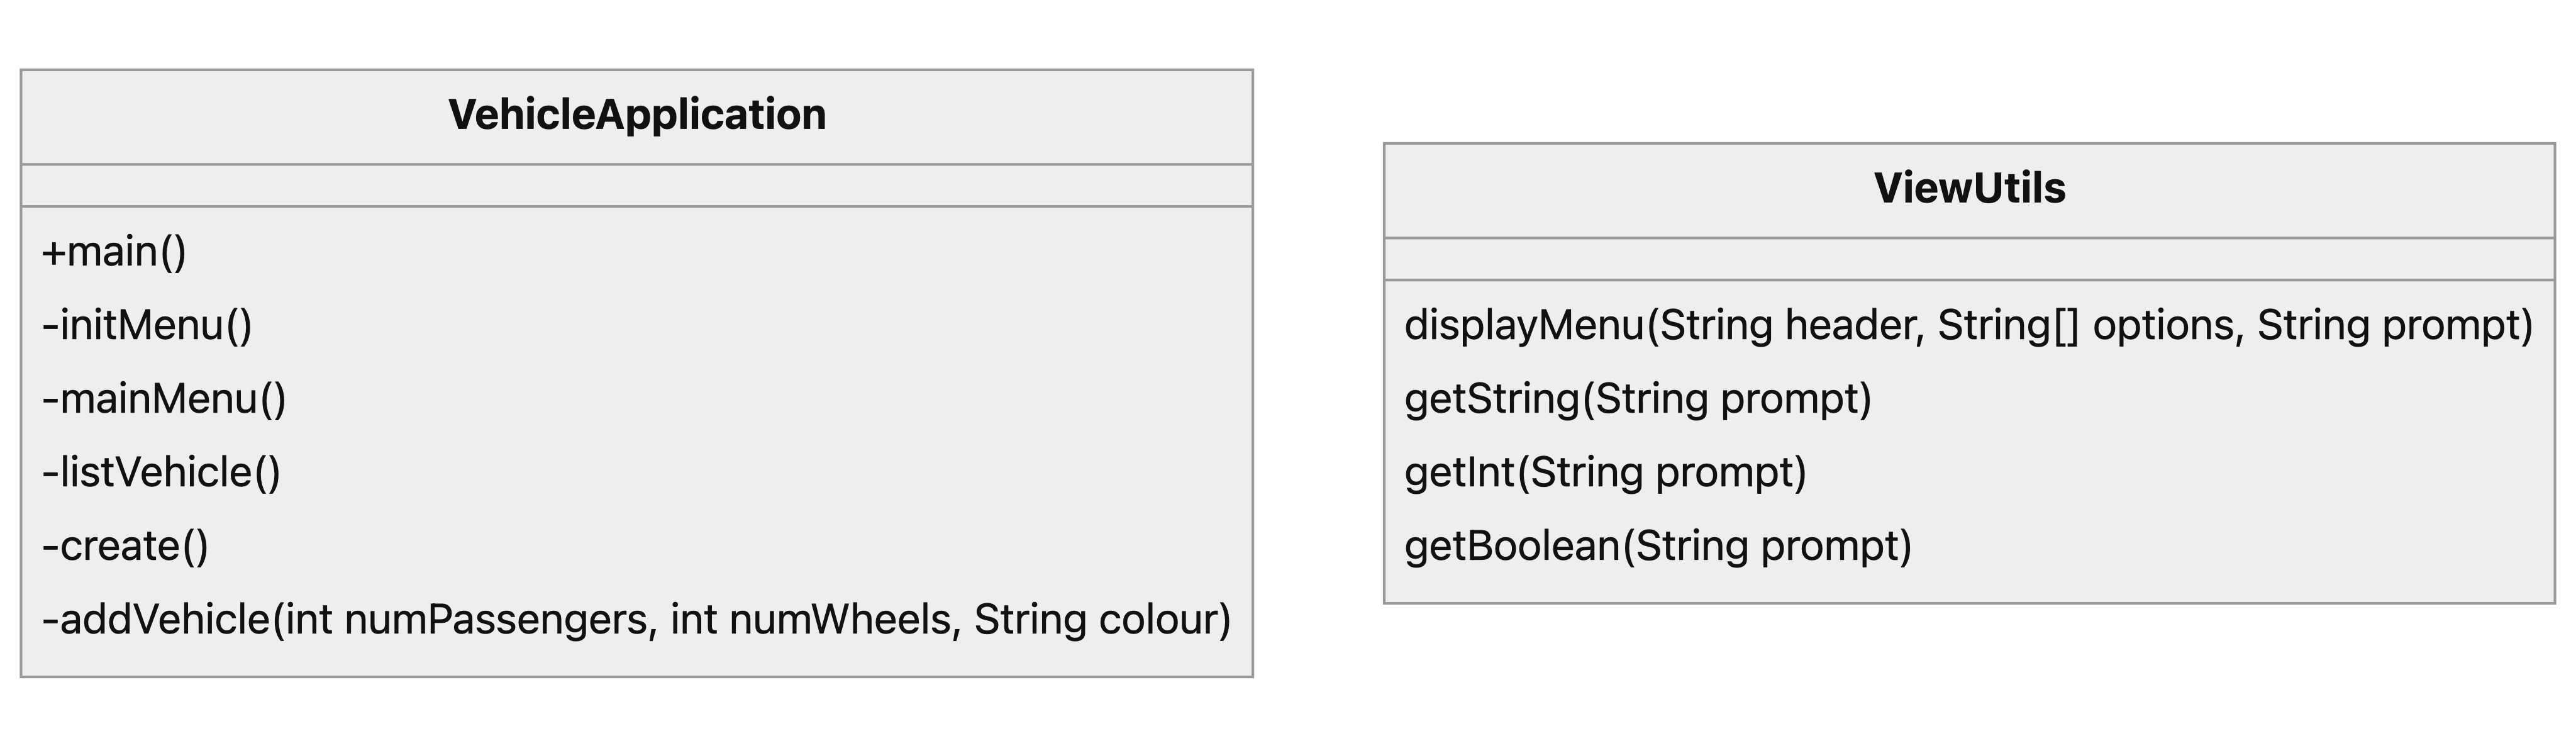 VehicleApplication
+main()
-initMenu()
-mainMenu()
-listVehicle()
-create()
-addVehicle(int numPassengers, int numWheels, String colour)
ViewUtils
displayMenu(String header, String[] options, String prompt)
getString(String prompt)
getInt(String prompt)
getBoolean(String prompt)